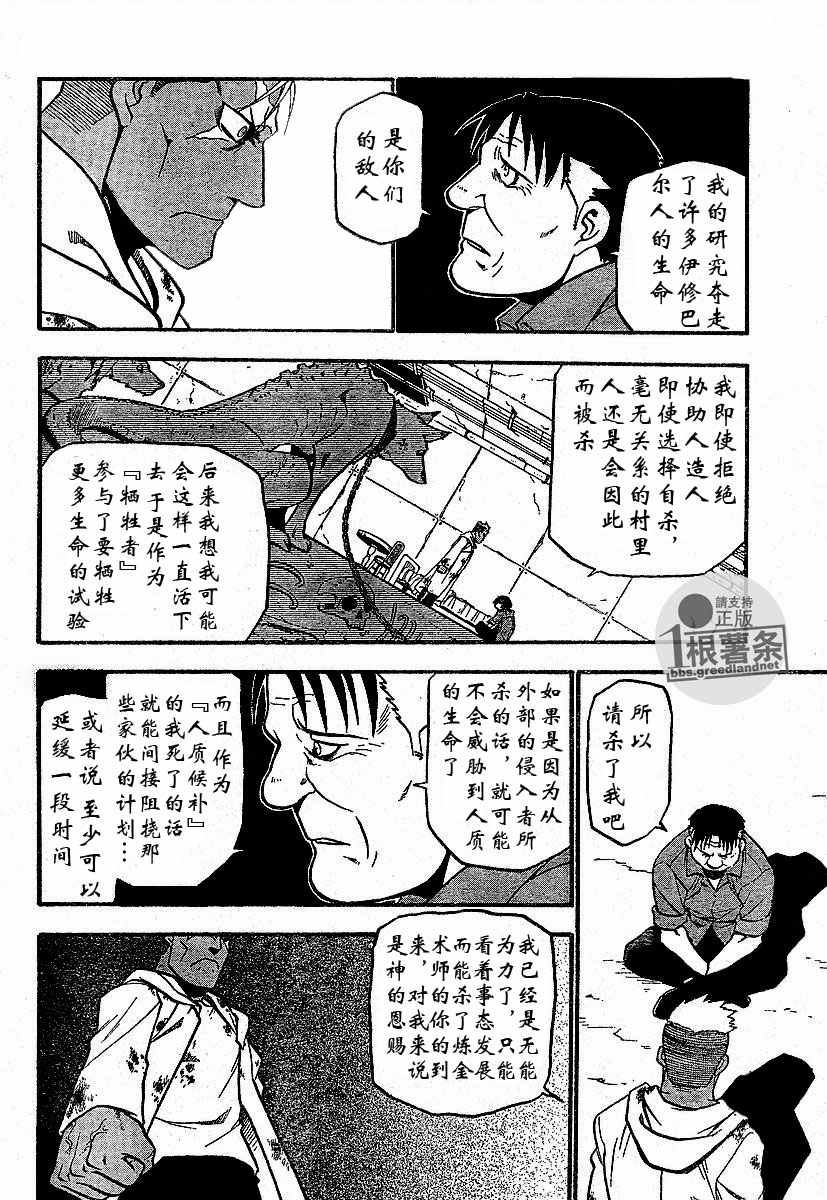 我的研究夺走
了许多伊修巴
尔人的生命
是你们
的敌人
我即使拒绝
协助人造人
即使选择自杀，
毫无关系的村里
人还是会因此
而被杀
后来我想我可能
会这样一直活下
去于是作为
『牺牲者』
参与了要牺牲
更多生命的试验
請支持
正版
1根薯条
bbs.greedland.net
所以
请杀了我吧
如果是因为从
外部的侵入者所
杀的话，就可能
不会威胁到人质
的生命了
而且作为
『人质候补』
的我死了的话
就能间接阻挠那
些家伙的计划…
或者说 至少可以
延缓一段时间
我已经是无能
为力了，只能
看着事态发展
而能杀了炼金
术师的你的到
来，对我来说
是神的恩赐